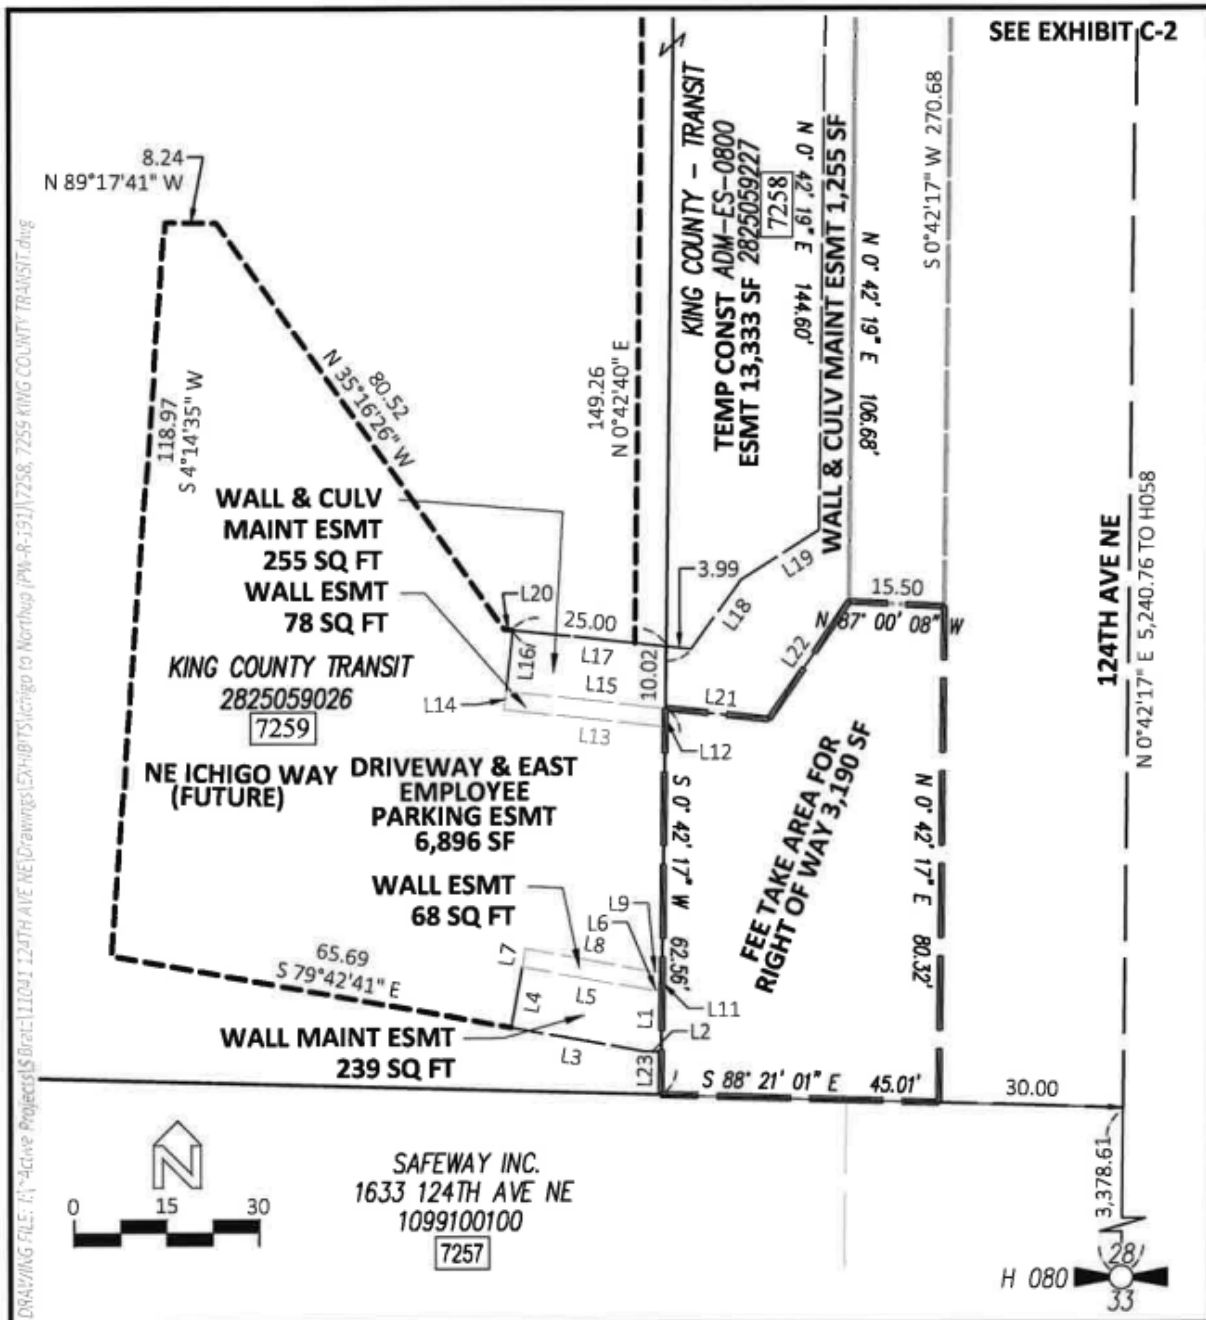 SEE EXHIBIT C-2
8.24
N 89°17'41" W
118.97
S 4°14'35" W
80.52
N 35°16'26" W
149.26
N 0°42'40" E
KING COUNTY - TRANSIT
TEMP CONST ADM-ES-0800
ESMT 13,333 SF 2825059227
7258
N 0° 42' 19" E 144.60'
WALL & CULV MAINT ESMT 1,255 SF
N 0° 42' 19" E 106.68'
S 0°42'17" W 270.68
124TH AVE NE
N 0°42'17" E 5,240.76 TO H058
WALL & CULV
MAINT ESMT
255 SQ FT
WALL ESMT
78 SQ FT
KING COUNTY TRANSIT
2825059026
7259
L20
25.00
L17
L16
L15
L14
L13
10.02
3.99
L19
L18
15.50
N 87° 00' 08" W
L22
L21
L12
NE ICHIGO WAY
(FUTURE)
DRIVEWAY & EAST
EMPLOYEE
PARKING ESMT
6,896 SF
S 0° 42' 17" W 62.56'
FEE TAKE AREA FOR
RIGHT OF WAY 3,190 SF
N 0° 42' 17" E 80.32'
WALL ESMT
68 SQ FT
L9
L6
L8
L7
L5
L4
L11
L1
L2
L3
L23
65.69
S 79°42'41" E
WALL MAINT ESMT
239 SQ FT
S 88° 21' 01" E 45.01'
30.00
3,378.61
0 15 30
N
SAFEWAY INC.
1633 124TH AVE NE
1099100100
7257
H 080
28
33